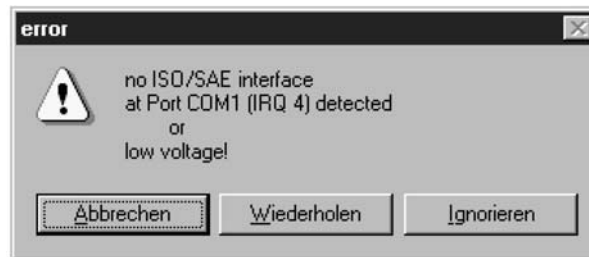 error
no ISO/SAE interface
at Port COM1 (IRQ 4) detected
or
low voltage!
Abbrechen Wiederholen Ignorieren